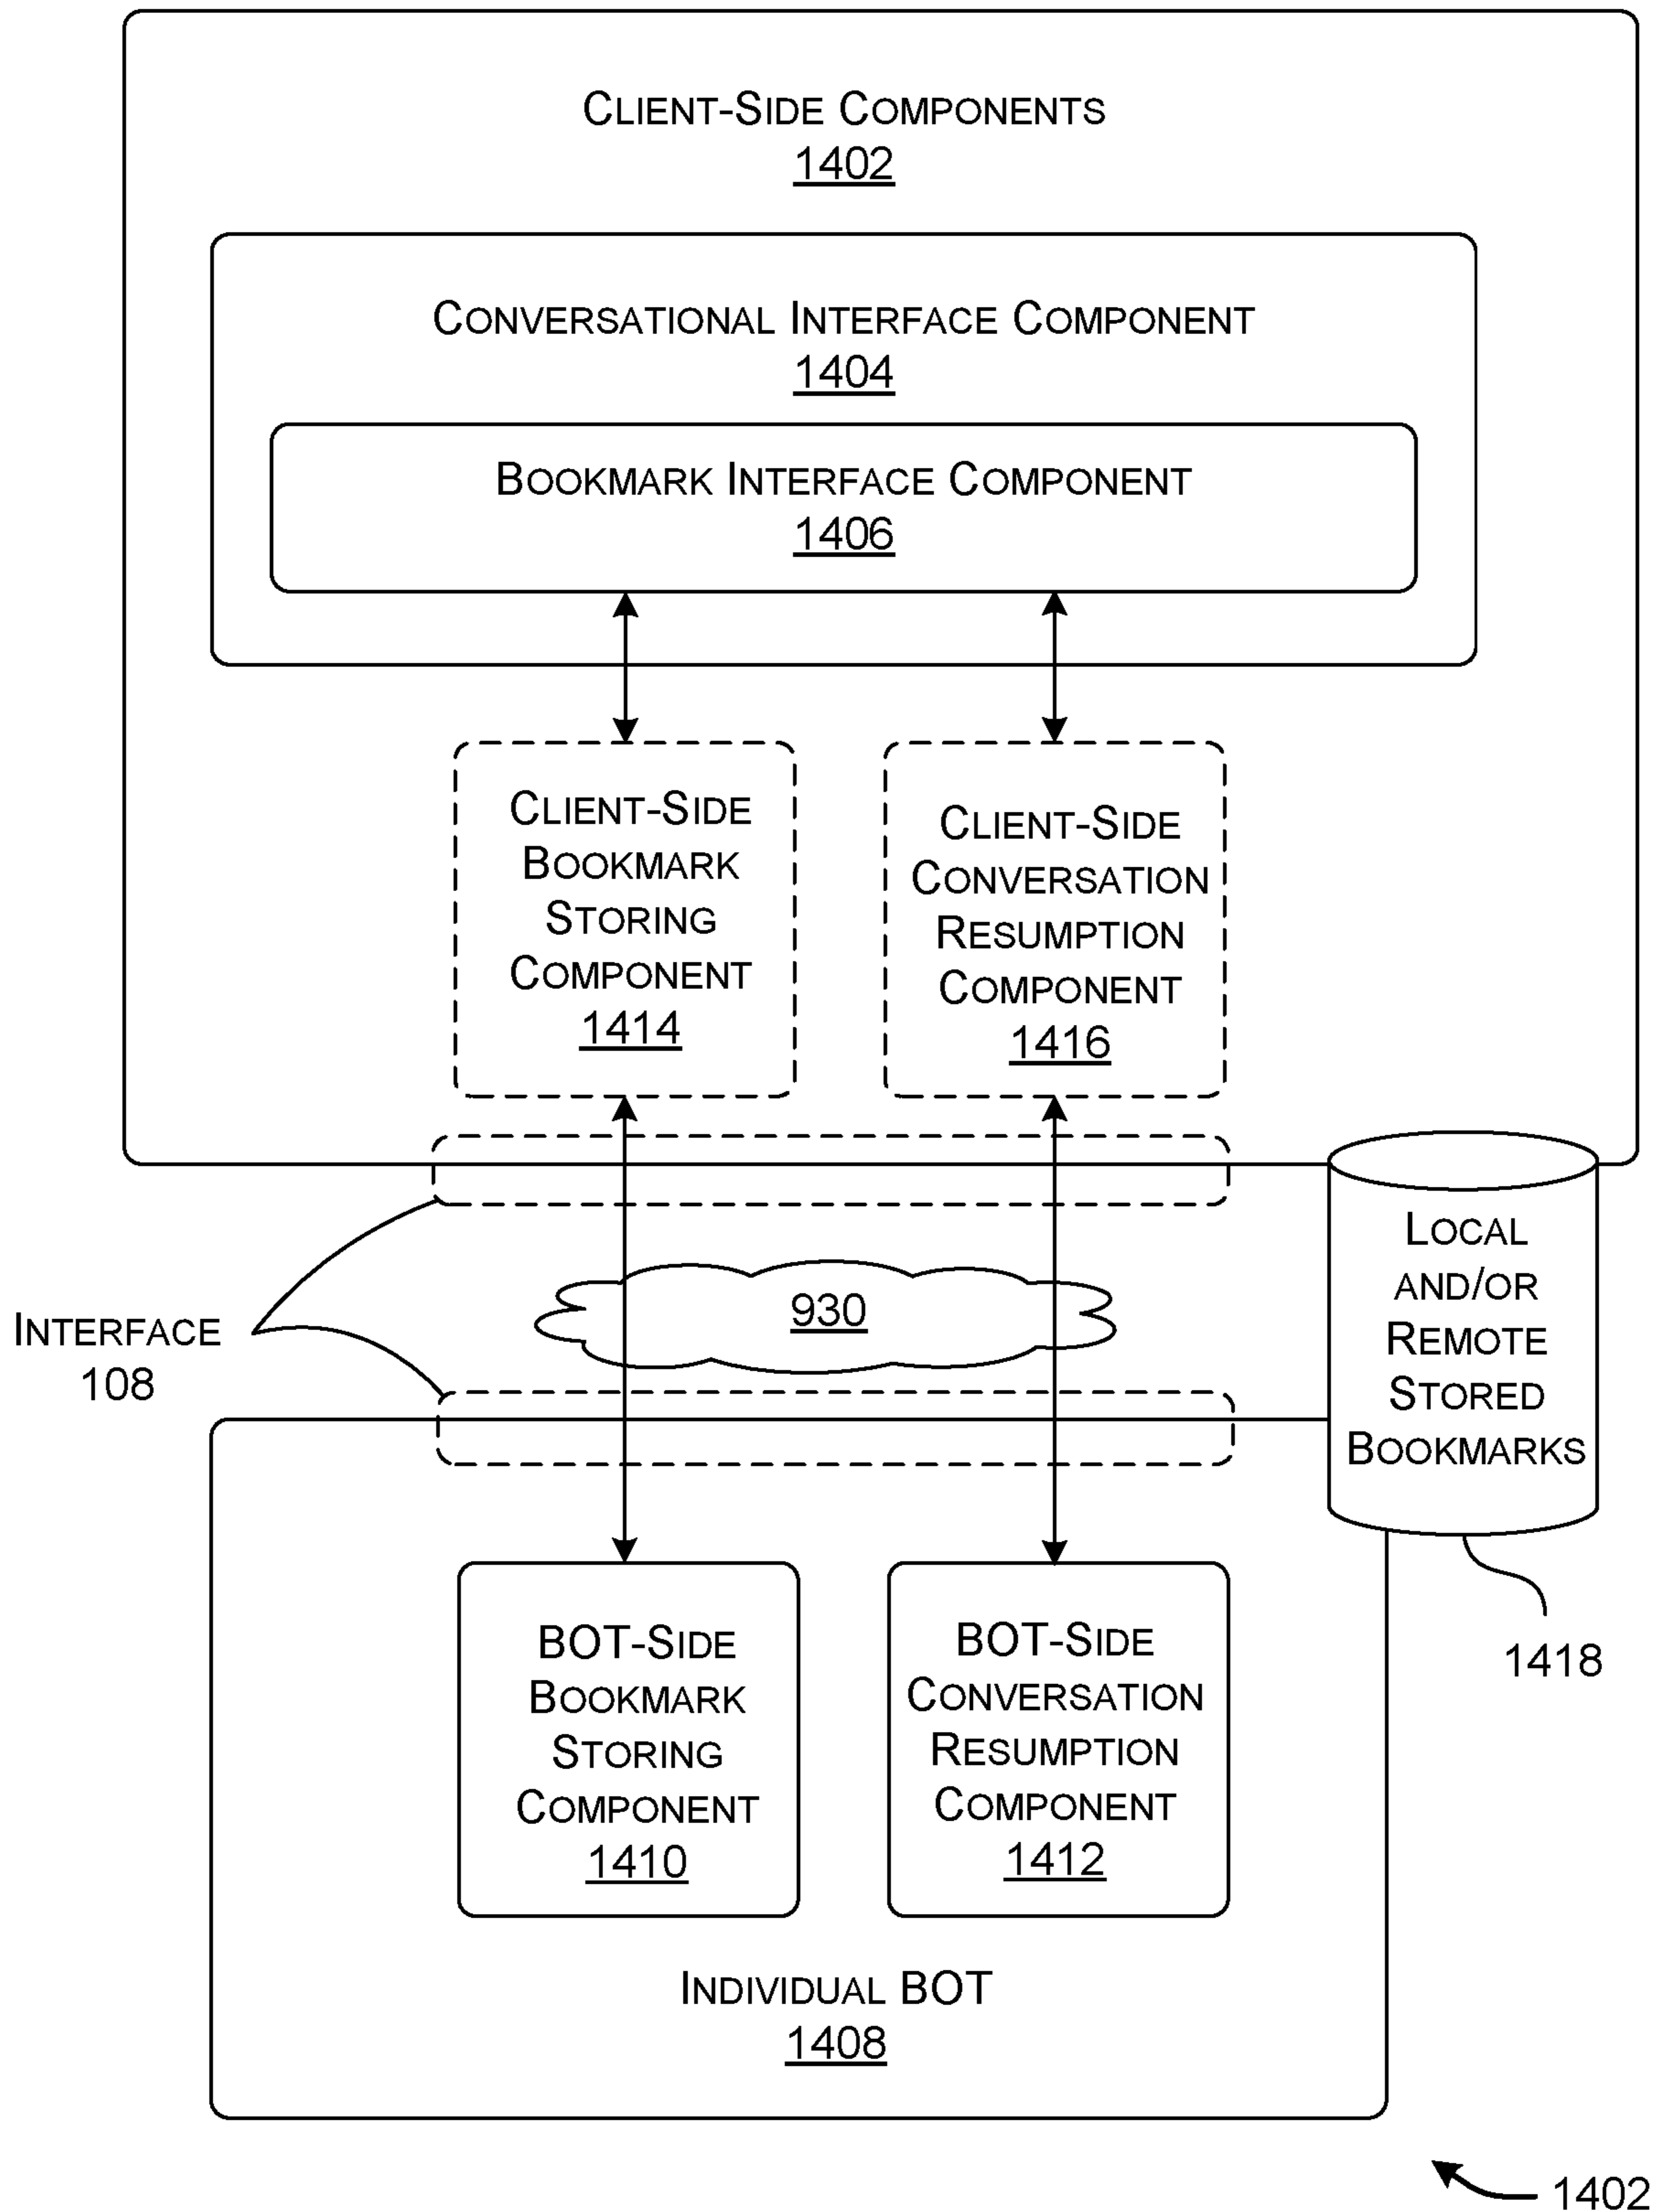 CLIENT-SIDE COMPONENTS
1402
CONVERSATIONAL INTERFACE COMPONENT
1404
BOOKMARK INTERFACE COMPONENT
1406
CLIENT-SIDE
BOOKMARK
STORING
COMPONENT
1414
CLIENT-SIDE
CONVERSATION
RESUMPTION
COMPONENT
1416
LOCAL
AND/OR
REMOTE
STORED
BOOKMARKS
930
INTERFACE
108
BOT-SIDE
BOOKMARK
STORING
COMPONENT
1410
BOT-SIDE
CONVERSATION
RESUMPTION
COMPONENT
1412
1418
INDIVIDUAL BOT
1408
1402